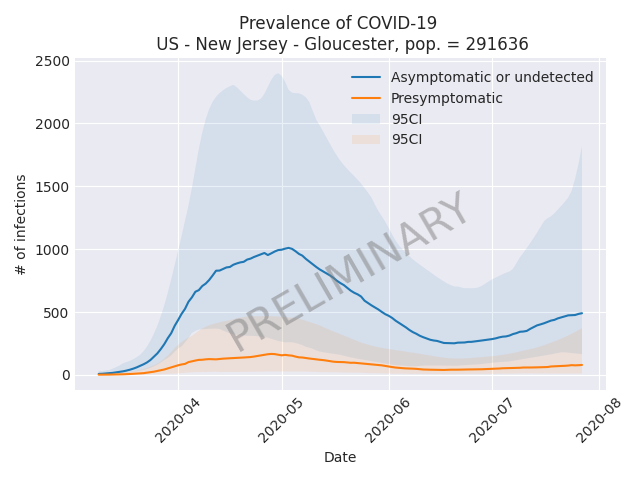 Prevalence of COVID-19
US - New Jersey - Gloucester, pop. = 291636
2500
2000
1500
1000
500
0
# of infections
Asymptomatic or undetected
Presymptomatic
95CI
95CI
PRELIMINARY
2020-04
2020-05
2020-06
2020-07
2020-08
Date